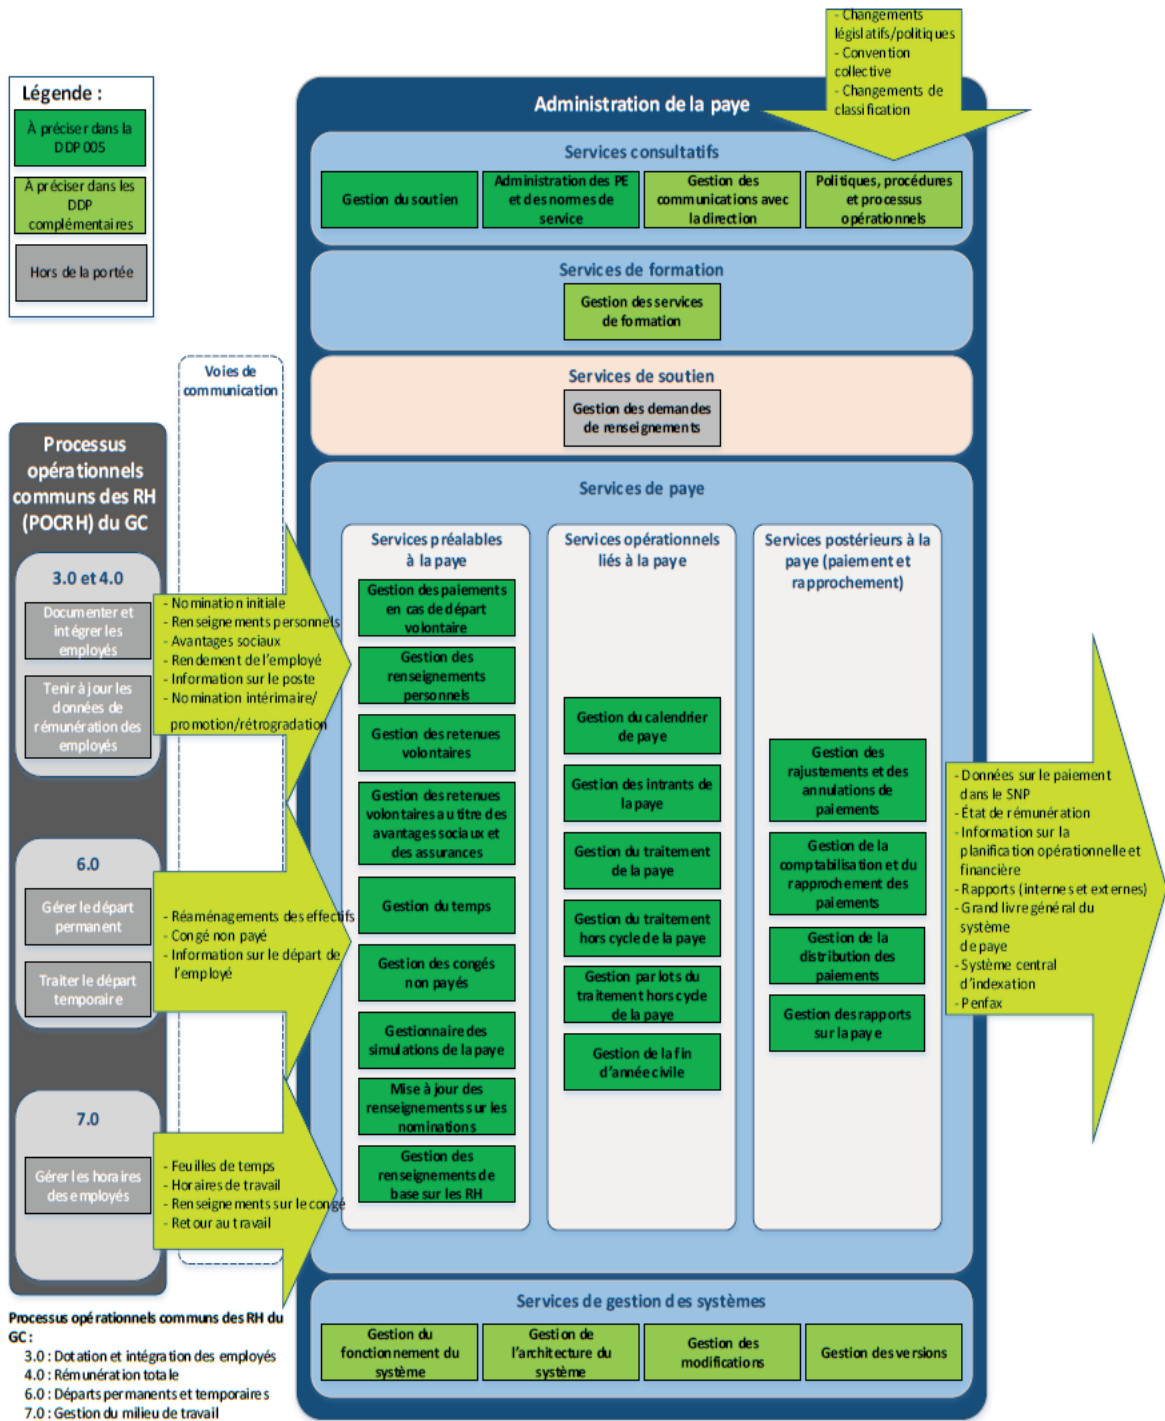 - Changements
législatifs/politiques
- Convention
collective
- Changements de
classification
Légende :
À préciser dans la
DDP 005
À préciser dans les
DDP
complémentaires
Hors de la portée
Administration de la paye
Services consultatifs
Gestion du soutien
Administration des PE
et des normes de
service
Gestion des
communications avec
la direction
Politiques, procédures
et processus
opérationnels
Services de formation
Gestion des services
de formation
Services de soutien
Gestion des demandes
de renseignements
Voies de
communication
Processus
opérationnels
communs des RH
(POCRH) du GC
3.0 et 4.0
Documenter et
intégrer les
employés
Tenir à jour les
données de
rémunération des
employés
6.0
Gérer le départ
permanent
Traiter le départ
temporaire
7.0
Gérer les horaires
des employés
- Nomination initiale
- Renseignements personnels
- Avantages sociaux
- Rendement de l'employé
- Information sur le poste
- Nomination intérimaire/
promotion/rétrogradation
- Réaménagements des effectifs
- Congé non payé
- Information sur le départ de
l'employé
- Feuilles de temps
- Horaires de travail
- Renseignements sur le congé
- Retour au travail
Services de paye
Services préalables
à la paye
Gestion des paiements
en cas de départ
volontaire
Gestion des
renseignements
personnels
Gestion des retenues
volontaires
Gestion des retenues
volontaires au titre des
avantages sociaux et
des assurances
Gestion du temps
Gestion des congés
non payés
Gestionnaire des
simulations de la paye
Mise à jour des
renseignements sur les
nominations
Gestion des
renseignements de
base sur les RH
Services opérationnels
liés à la paye
Gestion du calendrier
de paye
Gestion des intrants de
la paye
Gestion du traitement
de la paye
Gestion du traitement
hors cycle de la paye
Gestion par lots du
traitement hors cycle
de la paye
Gestion de la fin
d'année civile
Services postérieurs à la
paye (paiement et
rapprochement)
Gestion des
rajustements et des
annulations de
paiements
Gestion de la
comptabilisation et du
rapprochement des
paiements
Gestion de la
distribution des
paiements
Gestion des rapports
sur la paye
- Données sur le paiement
dans le SNP
- État de rémunération
- Information sur la
planification opérationnelle et
financière
- Rapports (internes et externes)
- Grand livre général du
système
de paye
- Système central
d'indexation
- Penfax
Services de gestion des systèmes
Gestion du
fonctionnement du
système
Gestion de
l'architecture du
système
Gestion des
modifications
Gestion des versions
Processus opérationnels communs des RH du
GC :
3.0 : Dotation et intégration des employés
4.0 : Rémunération totale
6.0 : Départs permanents et temporaires
7.0 : Gestion du milieu de travail